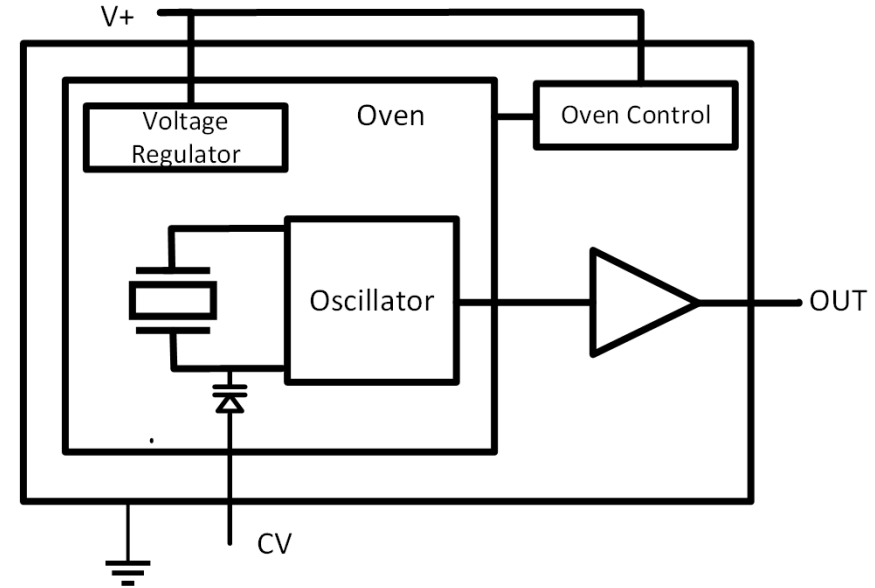 V+
Voltage
Regulator
Oven
Oven Control
Oscillator
OUT
CV